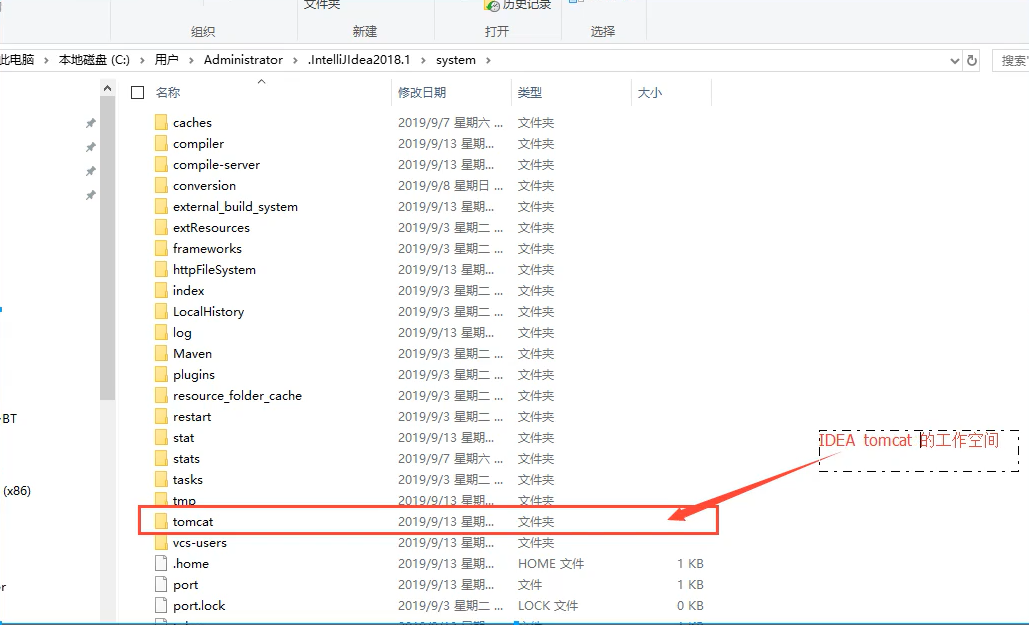 文件夹 历史记录
组织 新建 打开 选择
此电脑 本地磁盘 (C:) 用户 Administrator .IntelliJIdea2018.1 system 搜索"
名称 修改日期 类型 大小
caches 2019/9/7 星期六 ... 文件夹
compiler 2019/9/13 星期... 文件夹
compile-server 2019/9/13 星期... 文件夹
conversion 2019/9/8 星期日 ... 文件夹
external_build_system 2019/9/13 星期... 文件夹
extResources 2019/9/3 星期二 ... 文件夹
frameworks 2019/9/3 星期二 ... 文件夹
httpFileSystem 2019/9/13 星期... 文件夹
index 2019/9/3 星期二 ... 文件夹
LocalHistory 2019/9/3 星期二 ... 文件夹
log 2019/9/13 星期... 文件夹
Maven 2019/9/3 星期二 ... 文件夹
plugins 2019/9/3 星期二 ... 文件夹
resource_folder_cache 2019/9/3 星期二 ... 文件夹
-BT restart 2019/9/3 星期二 ... 文件夹
stat 2019/9/13 星期... 文件夹
IDEA tomcat 的工作空间
stats 2019/9/7 星期六 ... 文件夹
tasks 2019/9/3 星期二 ... 文件夹
(x86) tmp 2019/9/13 星期... 文件夹
tomcat 2019/9/13 星期... 文件夹
vcs-users 2019/9/13 星期... 文件夹
.home 2019/9/13 星期... HOME 文件 1 KB
port 2019/9/13 星期... 文件 1 KB
port.lock 2019/9/3 星期二 ... LOCK 文件 0 KB